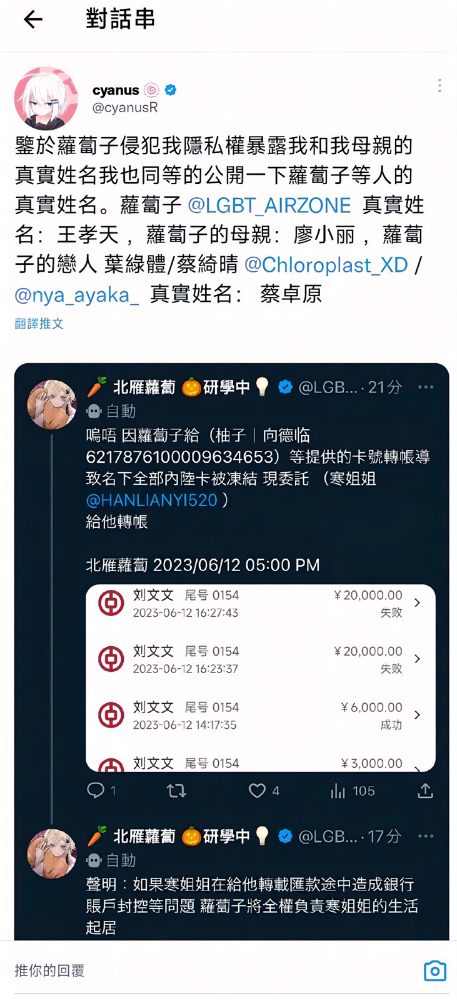 對話串
cyanus 🍥
@cyanusR
鑒於蘿蔔子侵犯我隱私權暴露我和我母親的
真實姓名我也同等的公開一下蘿蔔子等人的
真實姓名。蘿蔔子 @LGBT_AIRZONE 真實姓
名：王孝天 ，蘿蔔子的母親：廖小丽 ，蘿蔔
子的戀人 葉綠體/蔡綺晴 @Chloroplast_XD /
@nya_ayaka_ 真實姓名： 蔡卓原
翻譯推文
🥕 北雁蘿蔔 🎃研學中💡 @LGB... · 21分
自動
嗚唔 因蘿蔔子給（柚子｜向德临
6217876100009634653）等提供的卡號轉帳導
致名下全部內陸卡被凍結 現委託 （寒姐姐
@HANLIANYI520 ）
給他轉帳
北雁蘿蔔 2023/06/12 05:00 PM
刘文文 尾号 0154 ￥20,000.00
2023-06-12 16:27:43 失败
刘文文 尾号 0154 ￥20,000.00
2023-06-12 16:23:37 失败
刘文文 尾号 0154 ￥6,000.00
2023-06-12 14:17:35 成功
刘文文 尾号 0154 ￥3,000.00
1 4 105
🥕 北雁蘿蔔 🎃研學中💡 @LGB... · 17分
自動
聲明：如果寒姐姐在給他轉載匯款途中造成銀行
賬戶封控等問題 蘿蔔子將全權負責寒姐姐的生活
起居
推你的回覆